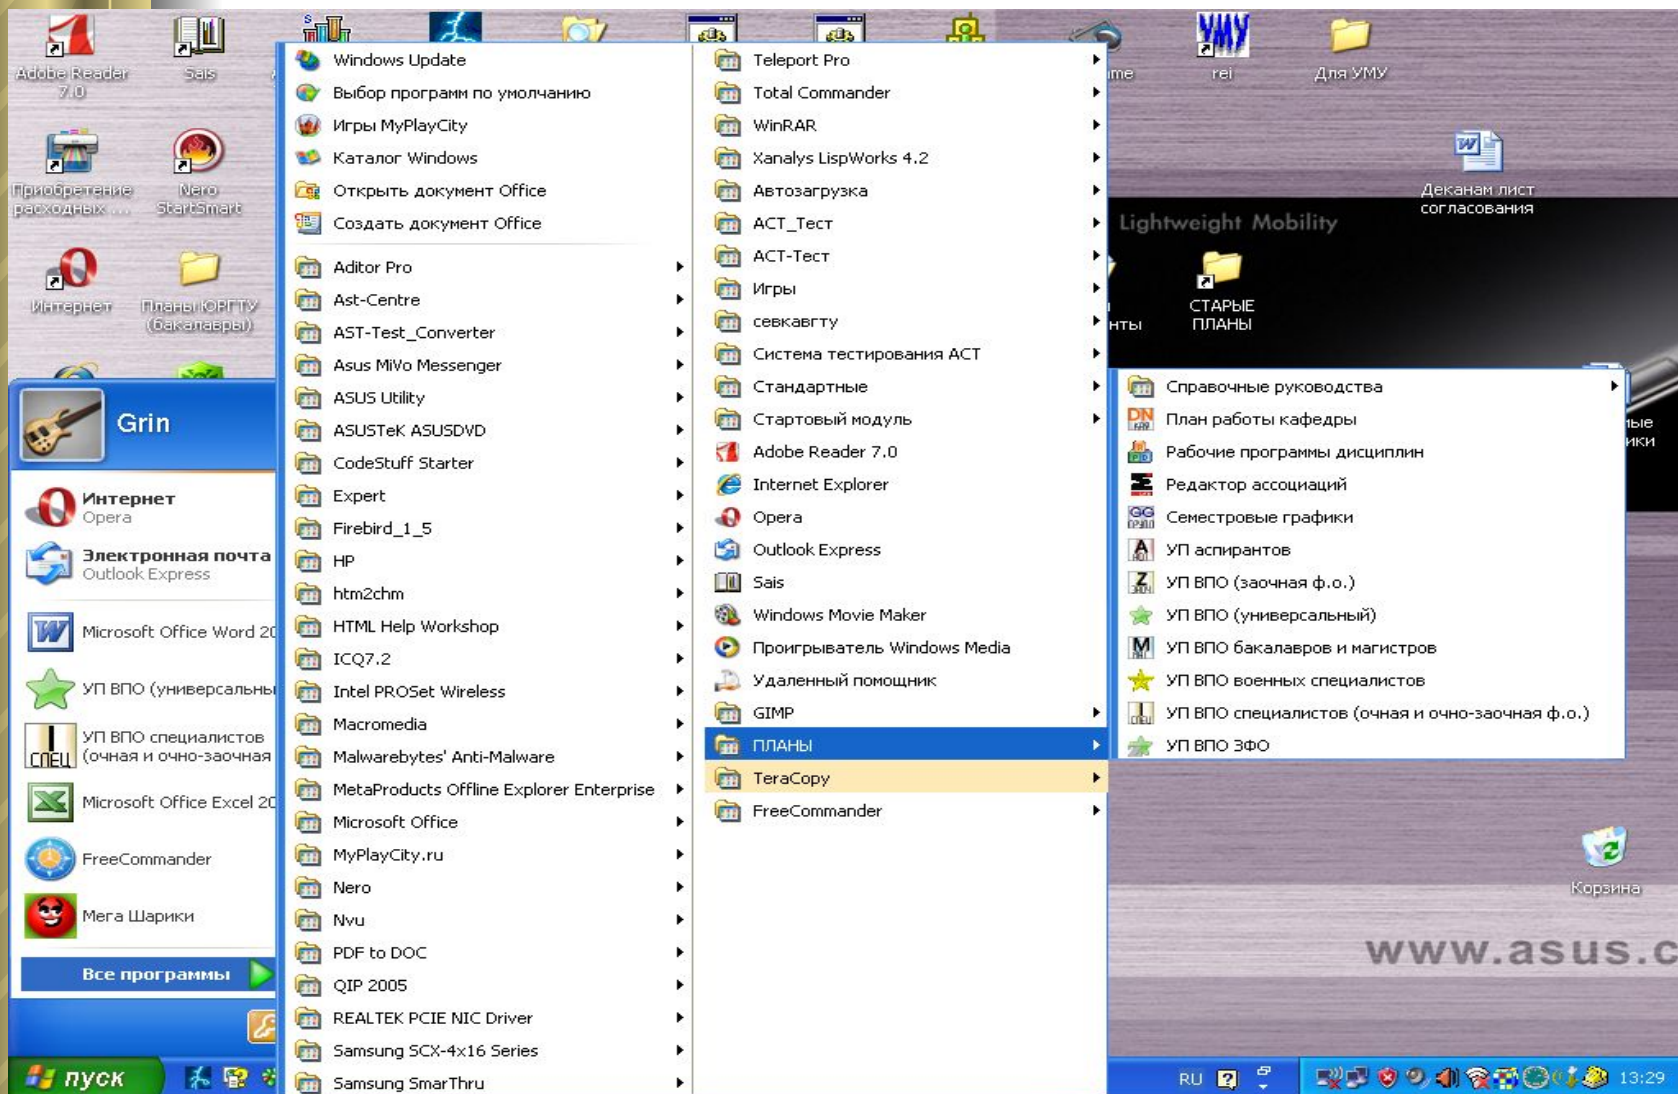 Adobe Reader
7.0
Sais
me
УМУ
rei
Для УМУ
Приобретение
расходных ...
Nero
StartSmart
Деканам лист
согласования
Lightweight Mobility
Интернет
Планы ЮРГТУ
(бакалавры)
СТАРЫЕ
ПЛАНЫ
нты
ные
ики
Корзина
www.asus.c
Grin
Интернет
Opera
Электронная почта
Outlook Express
Microsoft Office Word 20
УП ВПО (универсальны
УП ВПО специалистов
(очная и очно-заочная
Microsoft Office Excel 20
FreeCommander
Мега Шарики
Все программы
Windows Update
Выбор программ по умолчанию
Игры MyPlayCity
Каталог Windows
Открыть документ Office
Создать документ Office
Aditor Pro
Ast-Centre
AST-Test_Converter
Asus MiVo Messenger
ASUS Utility
ASUSTeK ASUSDVD
CodeStuff Starter
Expert
Firebird_1_5
HP
htm2chm
HTML Help Workshop
ICQ7.2
Intel PROSet Wireless
Macromedia
Malwarebytes' Anti-Malware
MetaProducts Offline Explorer Enterprise
Microsoft Office
MyPlayCity.ru
Nero
Nvu
PDF to DOC
QIP 2005
REALTEK PCIE NIC Driver
Samsung SCX-4x16 Series
Samsung SmarThru
Teleport Pro
Total Commander
WinRAR
Xanalys LispWorks 4.2
Автозагрузка
АСТ_Тест
АСТ-Тест
Игры
севкавгту
Система тестирования АСТ
Стандартные
Стартовый модуль
Adobe Reader 7.0
Internet Explorer
Opera
Outlook Express
Sais
Windows Movie Maker
Проигрыватель Windows Media
Удаленный помощник
GIMP
ПЛАНЫ
TeraCopy
FreeCommander
Справочные руководства
План работы кафедры
Рабочие программы дисциплин
Редактор ассоциаций
Семестровые графики
УП аспирантов
УП ВПО (заочная ф.о.)
УП ВПО (универсальный)
УП ВПО бакалавров и магистров
УП ВПО военных специалистов
УП ВПО специалистов (очная и очно-заочная ф.о.)
УП ВПО ЗФО
пуск
RU
13:29